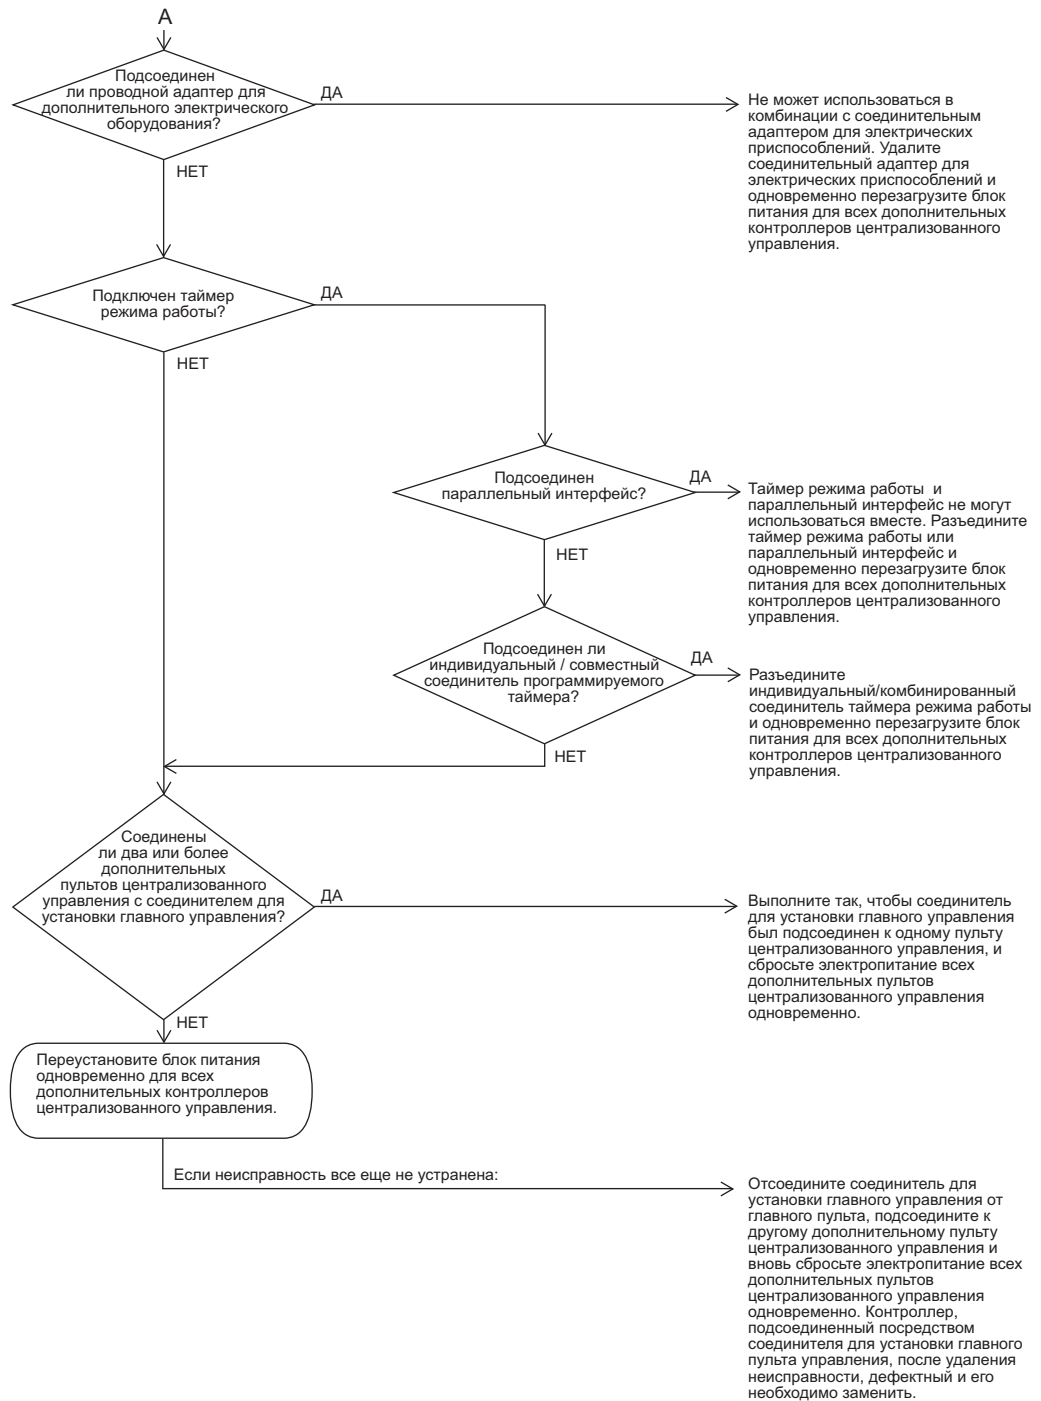 А
Подсоединен
ли проводной адаптер для
дополнительного электрического
оборудования?
ДА
Не может использоваться в
комбинации с соединительным
адаптером для электрических
приспособлений. Удалите
соединительный адаптер для
электрических приспособлений и
одновременно перезагрузите блок
питания для всех дополнительных
контроллеров централизованного
управления.
НЕТ
Подключен таймер
режима работы?
ДА
НЕТ
Подсоединен
параллельный интерфейс?
ДА
Таймер режима работы и
параллельный интерфейс не могут
использоваться вместе. Разъедините
таймер режима работы или
параллельный интерфейс и
одновременно перезагрузите блок
питания для всех дополнительных
контроллеров централизованного
управления.
НЕТ
Подсоединен ли
индивидуальный / совместный
соединитель программируемого
таймера?
ДА
Разъедините
индивидуальный/комбинированный
соединитель таймера режима работы
и одновременно перезагрузите блок
питания для всех дополнительных
контроллеров централизованного
управления.
НЕТ
Соединены
ли два или более
дополнительных
пультов централизованного
управления с соединителем для
установки главного управления?
ДА
Выполните так, чтобы соединитель
для установки главного управления
был подсоединен к одному пульту
централизованного управления, и
сбросьте электропитание всех
дополнительных пультов
централизованного управления
одновременно.
НЕТ
Переустановите блок питания
одновременно для всех
дополнительных контроллеров
централизованного управления.
Если неисправность все еще не устранена:
Отсоедините соединитель для
установки главного управления от
главного пульта, подсоедините к
другому дополнительному пульту
централизованного управления и
вновь сбросьте электропитание всех
дополнительных пультов
централизованного управления
одновременно. Контроллер,
подсоединенный посредством
соединителя для установки главного
пульта управления, после удаления
неисправности, дефектный и его
необходимо заменить.